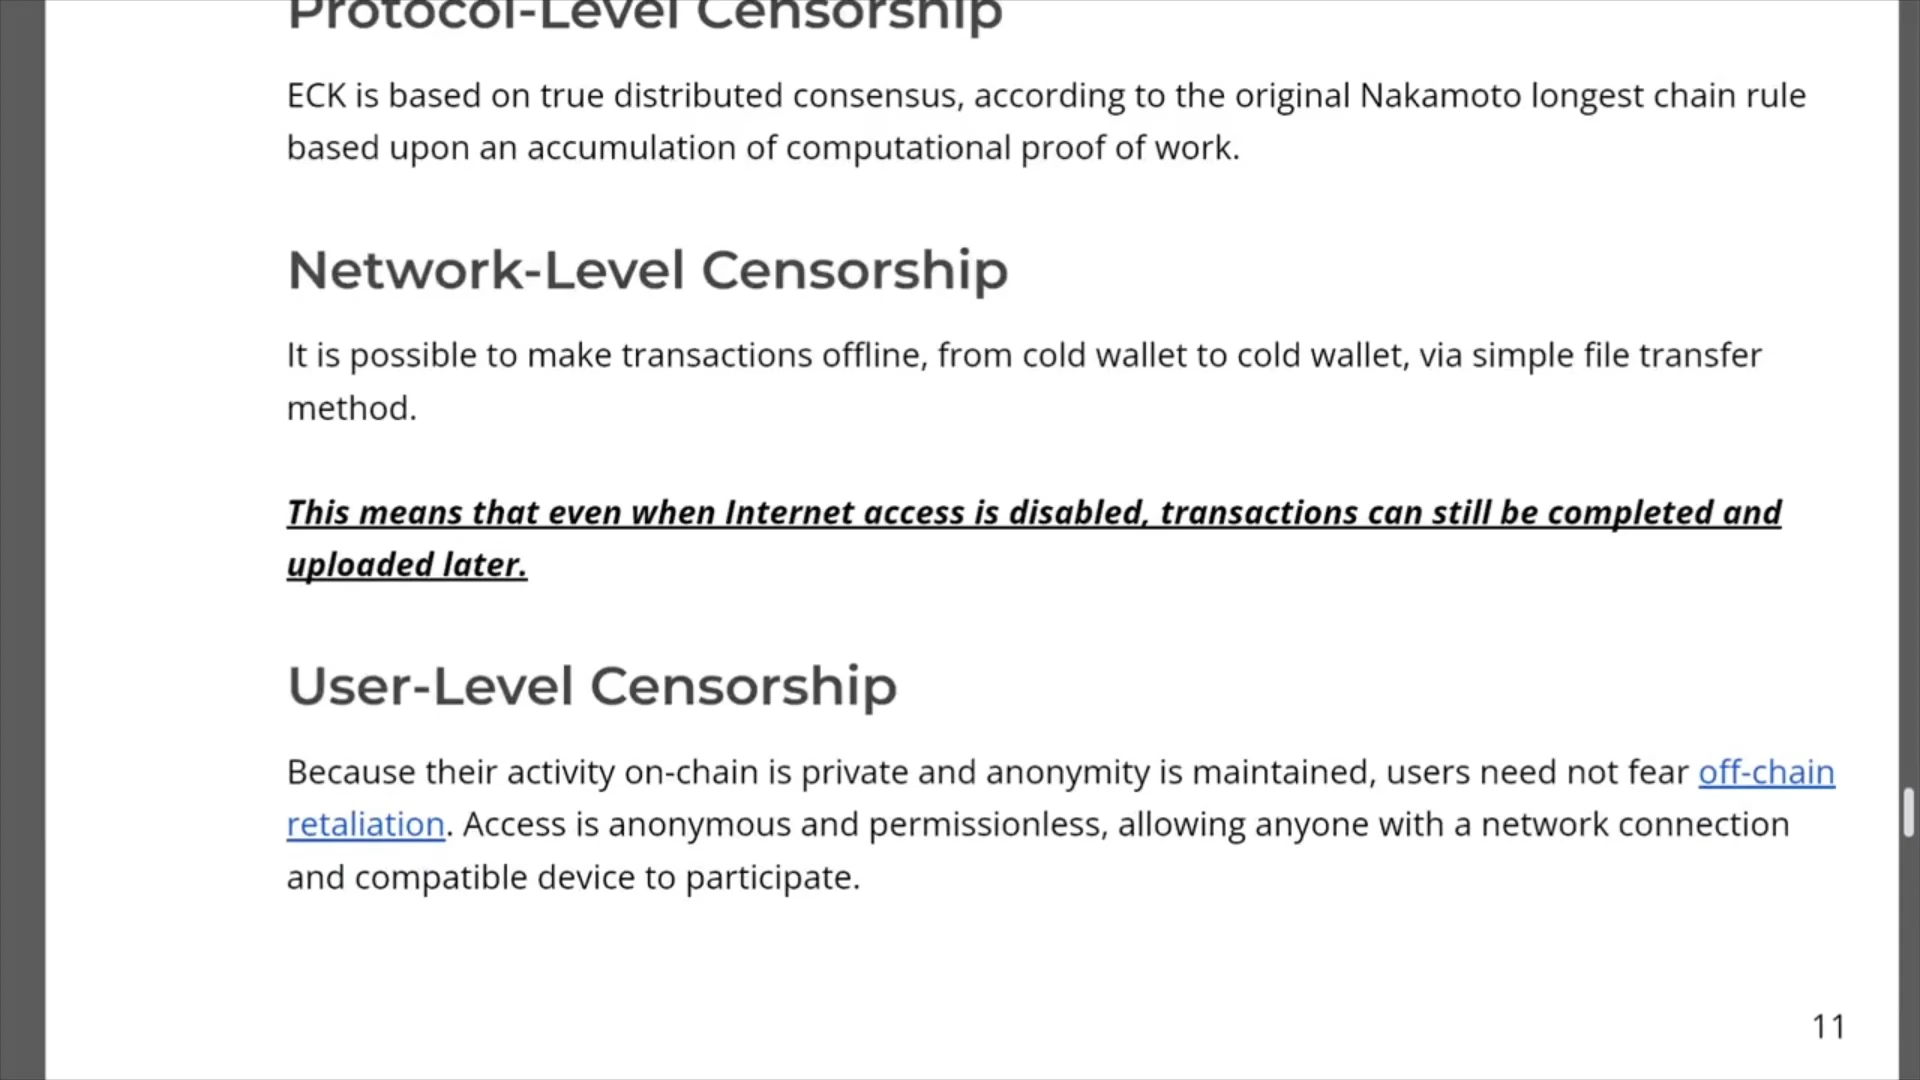 Protocol-Level Censorship
ECK is based on true distributed consensus, according to the original Nakamoto longest chain rule
based upon an accumulation of computational proof of work.
Network-Level Censorship
It is possible to make transactions offline, from cold wallet to cold wallet, via simple file transfer
method.
This means that even when Internet access is disabled, transactions can still be completed and
uploaded later.
User-Level Censorship
Because their activity on-chain is private and anonymity is maintained, users need not fear off-chain
retaliation. Access is anonymous and permissionless, allowing anyone with a network connection
and compatible device to participate.
11